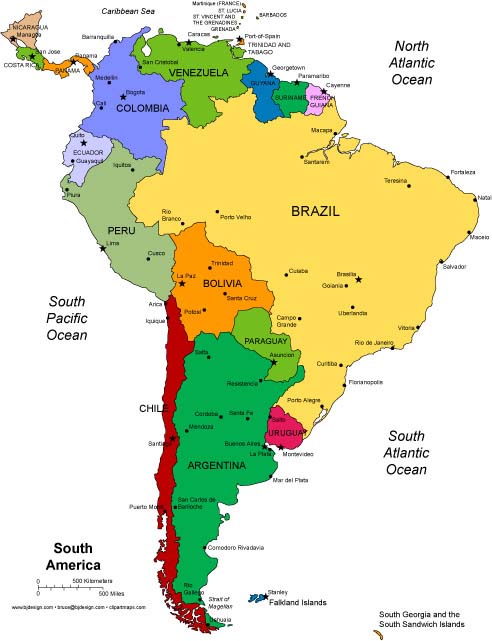 Caribbean Sea
Martinique (FRANCE)
ST. LUCIA
ST. VINCENT AND
THE GRENADINES
GRENADA
BARBADOS
NICARAGUA
Managua
San Jose
COSTA RICA
Panama
PANAMA
Barranquilla
Caracas
Valencia
Port-of-Spain
TRINIDAD AND
TOBAGO
North
Atlantic
Ocean
San Cristobal
VENEZUELA
Georgetown
Paramaribo
Cayenne
GUYANA
SURINAME
FRENCH
GUIANA
Medellin
Bogota
COLOMBIA
Cali
Macapa
Quito
ECUADOR
Guayaquil
Iquitos
Santarem
Fortaleza
Teresina
Natal
Piura
Rio
Branco
Porto Velho
BRAZIL
PERU
Maceio
Lima
Cusco
Salvador
Trinidad
La Paz
BOLIVIA
Santa Cruz
Potosi
Cuiaba
Brasilia
Goiania
Uberlandia
South
Pacific
Ocean
Arica
Iquique
Campo
Grande
Vitoria
PARAGUAY
Asuncion
Rio de Janeiro
Salta
Resistencia
Curitiba
Florianopolis
Porto Alegre
CHILE
Cordoba
Santa Fe
Salto
Mendoza
URUGUAY
Santiago
Buenos Aires
La Plata
Montevideo
ARGENTINA
South
Atlantic
Ocean
Mar del Plata
Puerto Mont
San Carlos de
Bariloche
Comodoro Rivadavia
South
America
0 500 Kilometers
0 500 Miles
www.bjdesign.com • bruce@bjdesign.com • clipartmaps.com
Rio
Gallegos
Strait of
Magellan
Ushuaia
Stanley
Falkland Islands
South Georgia and the
South Sandwich Islands